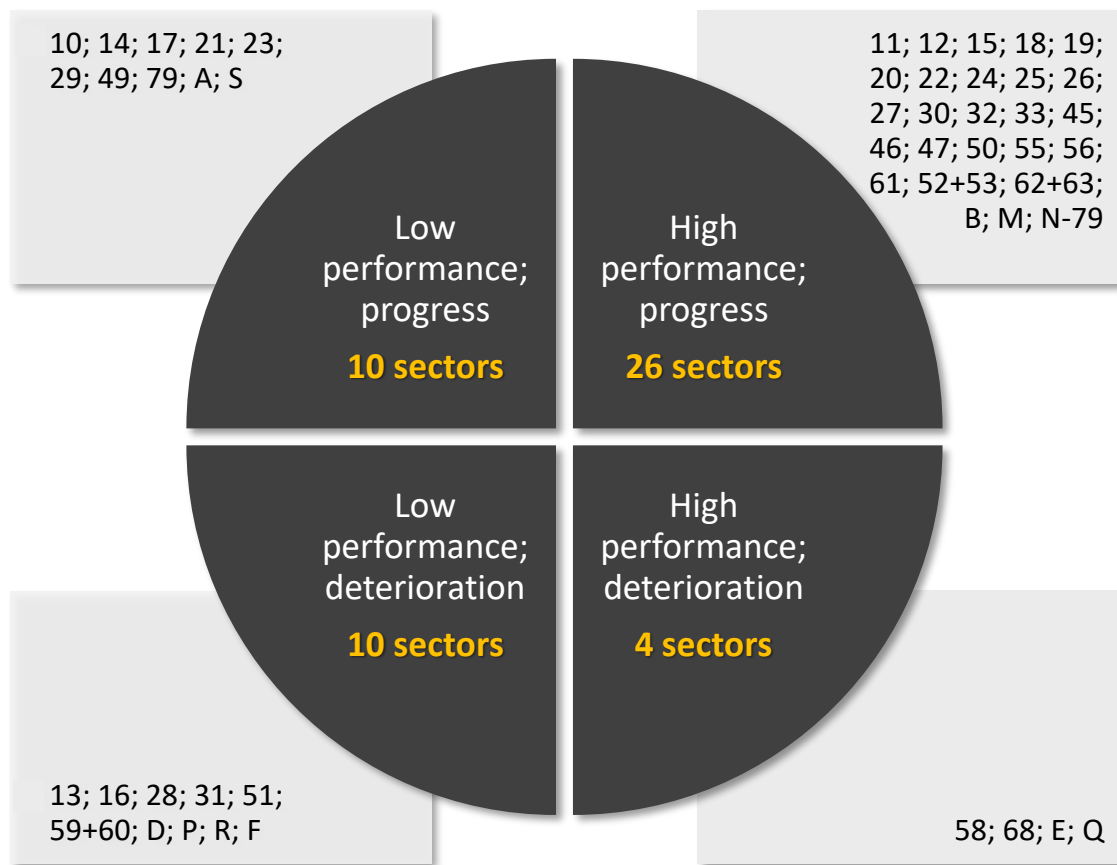 10; 14; 17; 21; 23;
29; 49; 79; A; S
11; 12; 15; 18; 19;
20; 22; 24; 25; 26;
27; 30; 32; 33; 45;
46; 47; 50; 55; 56;
61; 52+53; 62+63;
B; M; N-79
Low
performance;
progress
10 sectors
High
performance;
progress
26 sectors
Low
performance;
deterioration
10 sectors
High
performance;
deterioration
4 sectors
13; 16; 28; 31; 51;
59+60; D; P; R; F
58; 68; E; Q